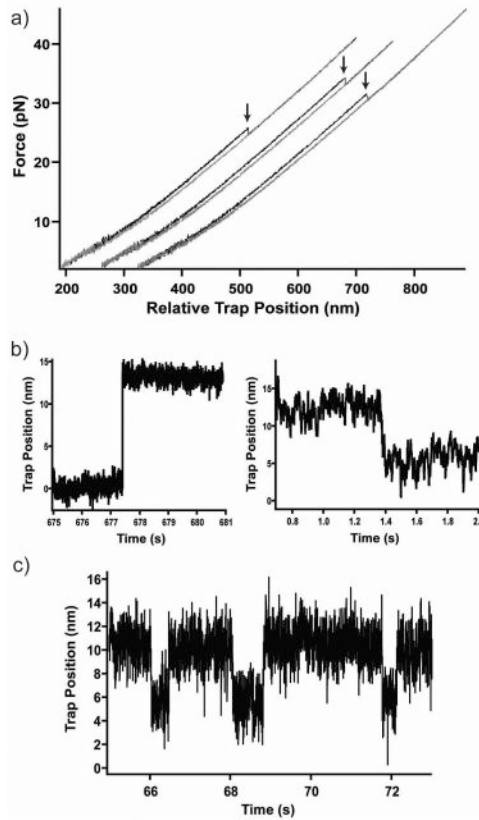 a)
Force (pN)
40
30
20
10
200 300 400 500 600 700 800
Relative Trap Position (nm)
b)
Trap Position (nm)
15
10
5
0
675 676 677 678 679 680 681
Time (s)
Trap Position (nm)
15
10
5
0
0.8 1.0 1.2 1.4 1.6 1.8 2.0
Time (s)
c)
Trap Position (nm)
16
14
12
10
8
6
4
2
0
66 68 70 72
Time (s)